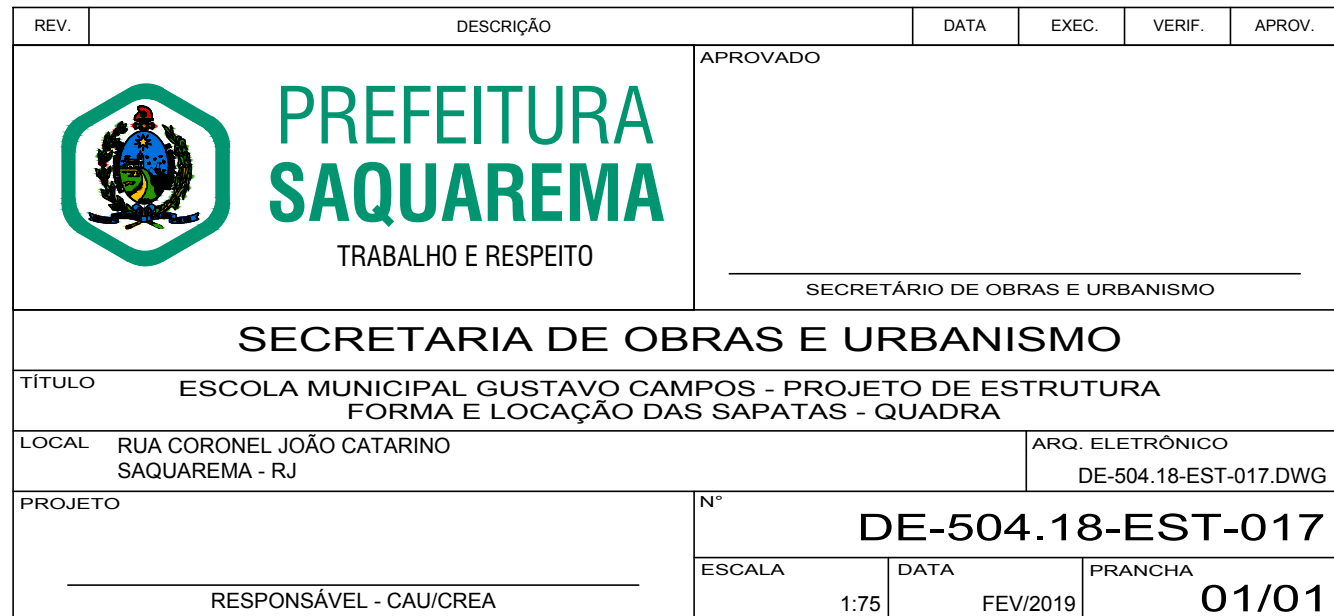 REV. DESCRIÇÃO DATA EXEC. VERIF. APROV.
PREFEITURA
SAQUAREMA
TRABALHO E RESPEITO
APROVADO
SECRETÁRIO DE OBRAS E URBANISMO
SECRETARIA DE OBRAS E URBANISMO
TÍTULO
ESCOLA MUNICIPAL GUSTAVO CAMPOS - PROJETO DE ESTRUTURA
FORMA E LOCAÇÃO DAS SAPATAS - QUADRA
LOCAL
RUA CORONEL JOÃO CATARINO
SAQUAREMA - RJ
ARQ. ELETRÔNICO
DE-504.18-EST-017.DWG
PROJETO
RESPONSÁVEL - CAU/CREA
N°
DE-504.18-EST-017
ESCALA
1:75
DATA
FEV/2019
PRANCHA
01/01